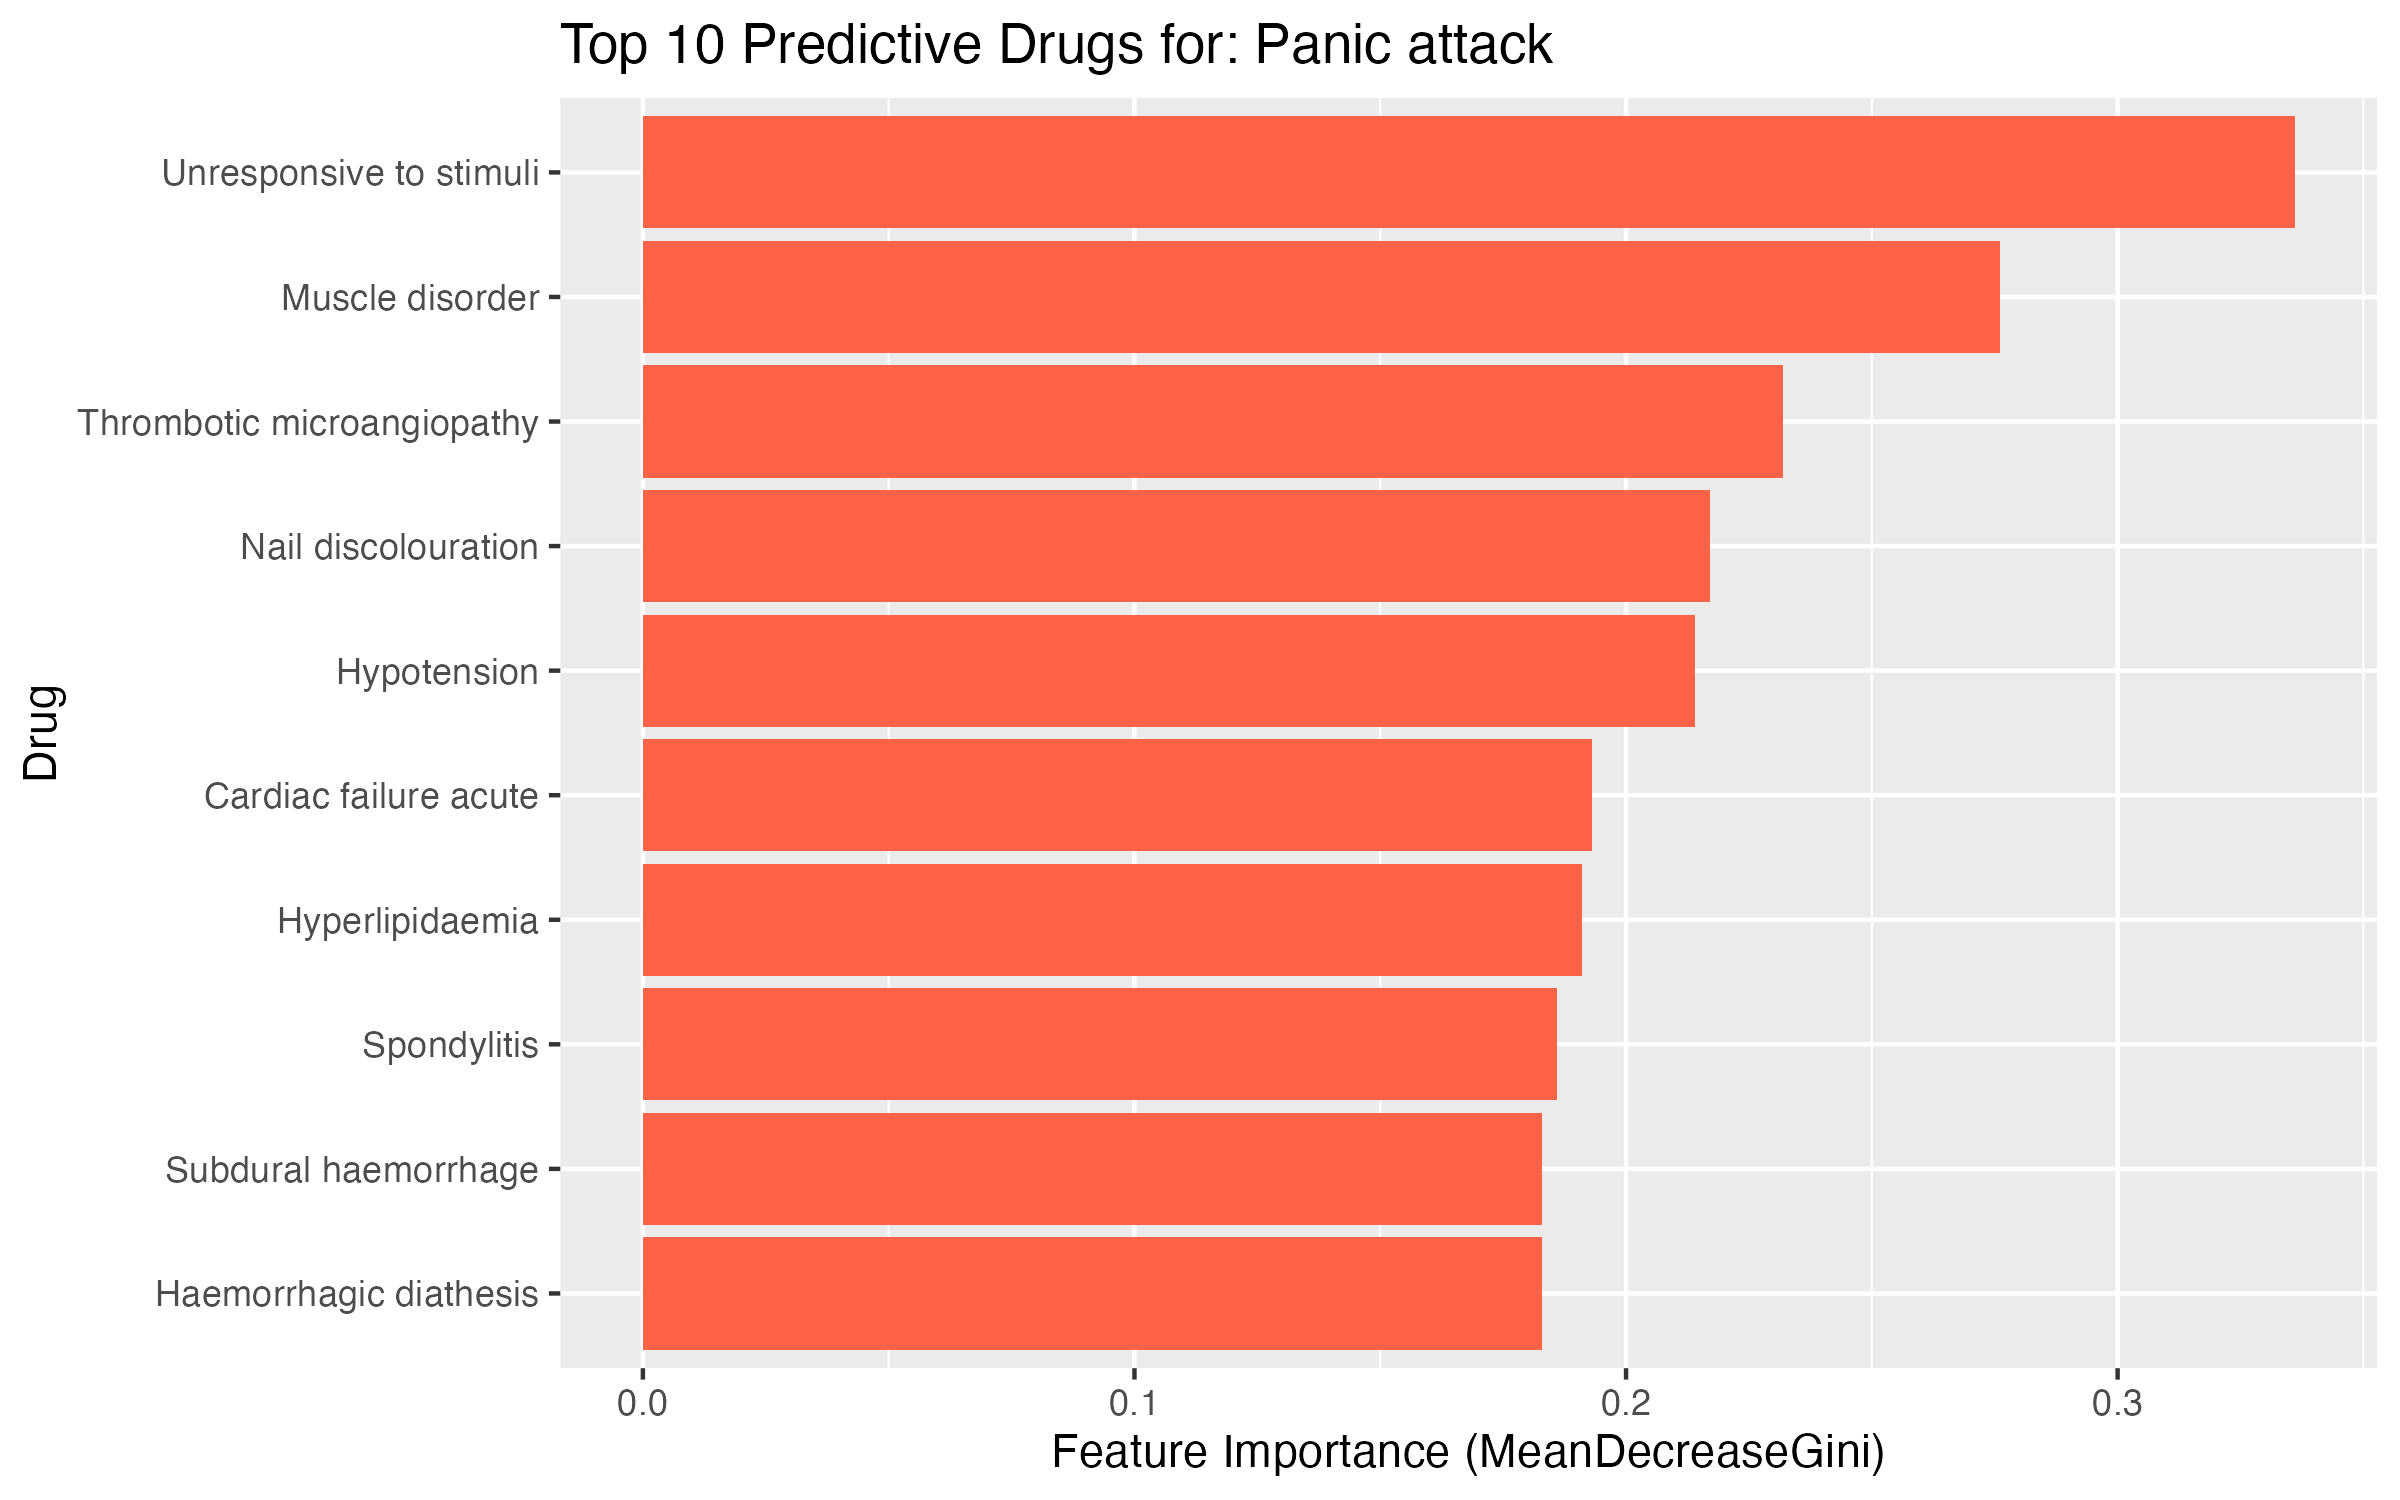 Top 10 Predictive Drugs for: Panic attack
Drug
Unresponsive to stimuli
Muscle disorder
Thrombotic microangiopathy
Nail discolouration
Hypotension
Cardiac failure acute
Hyperlipidaemia
Spondylitis
Subdural haemorrhage
Haemorrhagic diathesis
0.0 0.1 0.2 0.3
Feature Importance (MeanDecreaseGini)